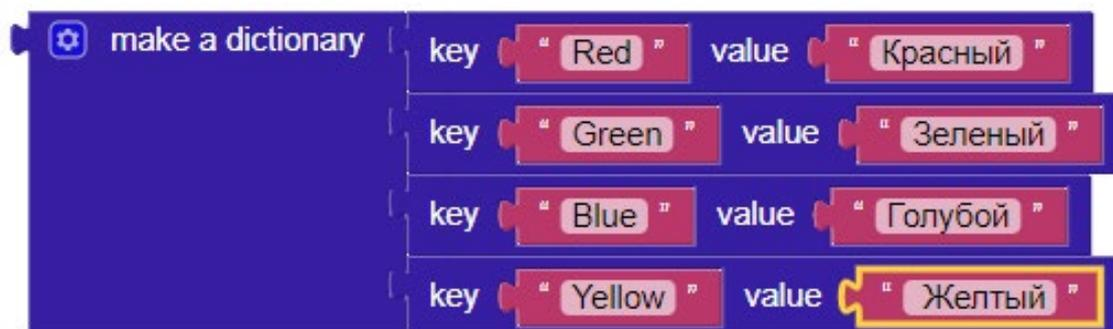 make a dictionary key “ Red ” value “ Красный ”
key “ Green ” value “ Зеленый ”
key “ Blue ” value “ Голубой ”
key “ Yellow ” value “ Желтый ”